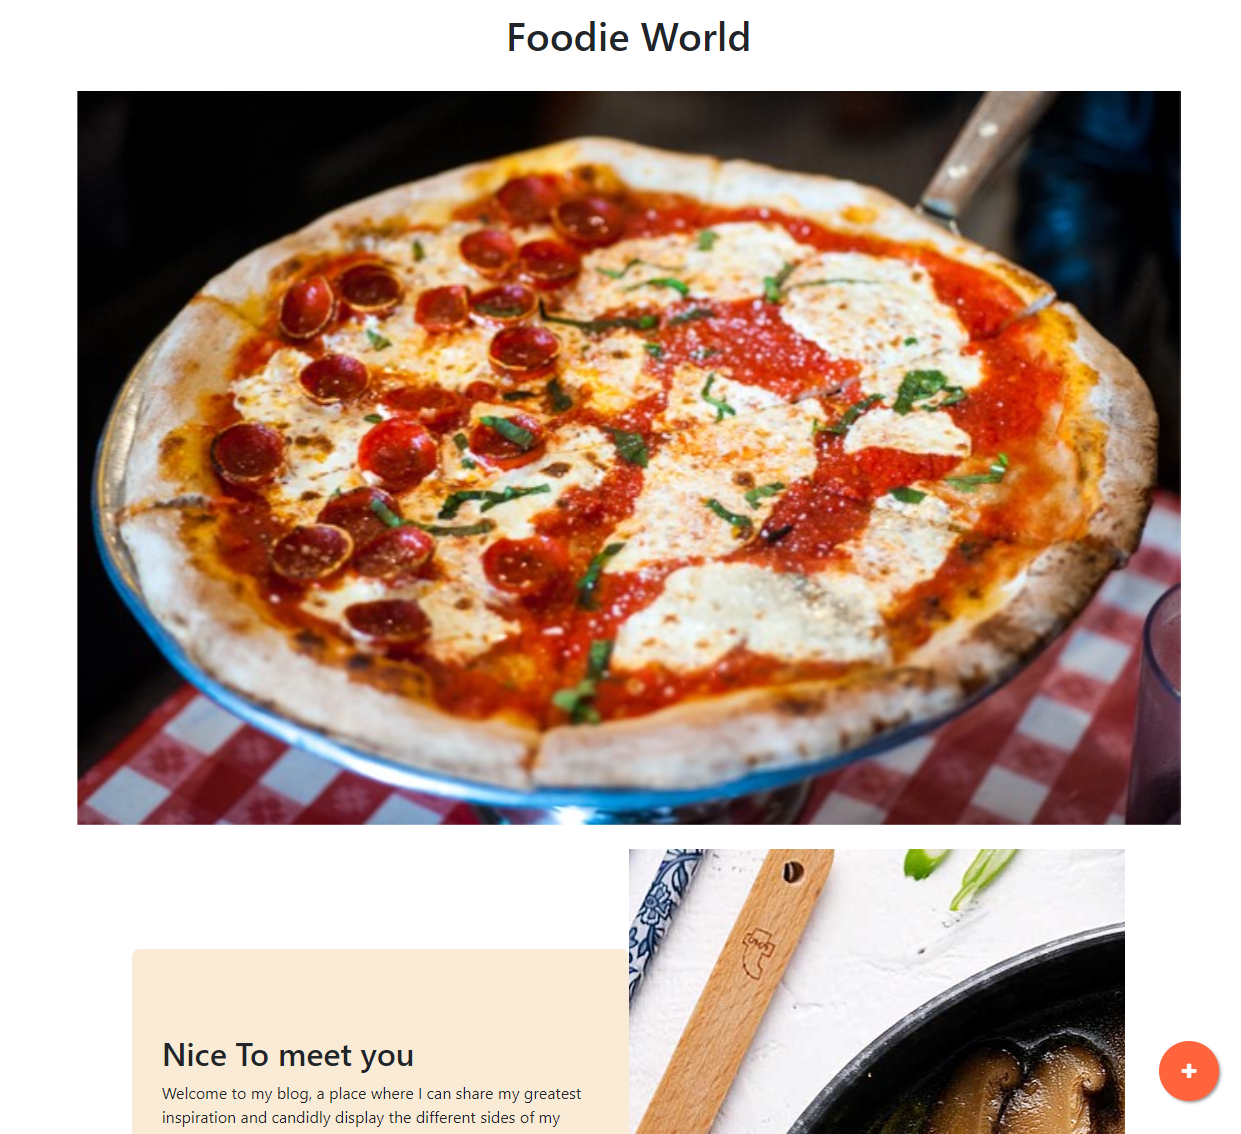 Foodie World
Nice To meet you
Welcome to my blog, a place where I can share my greatest
inspiration and candidly display the different sides of my